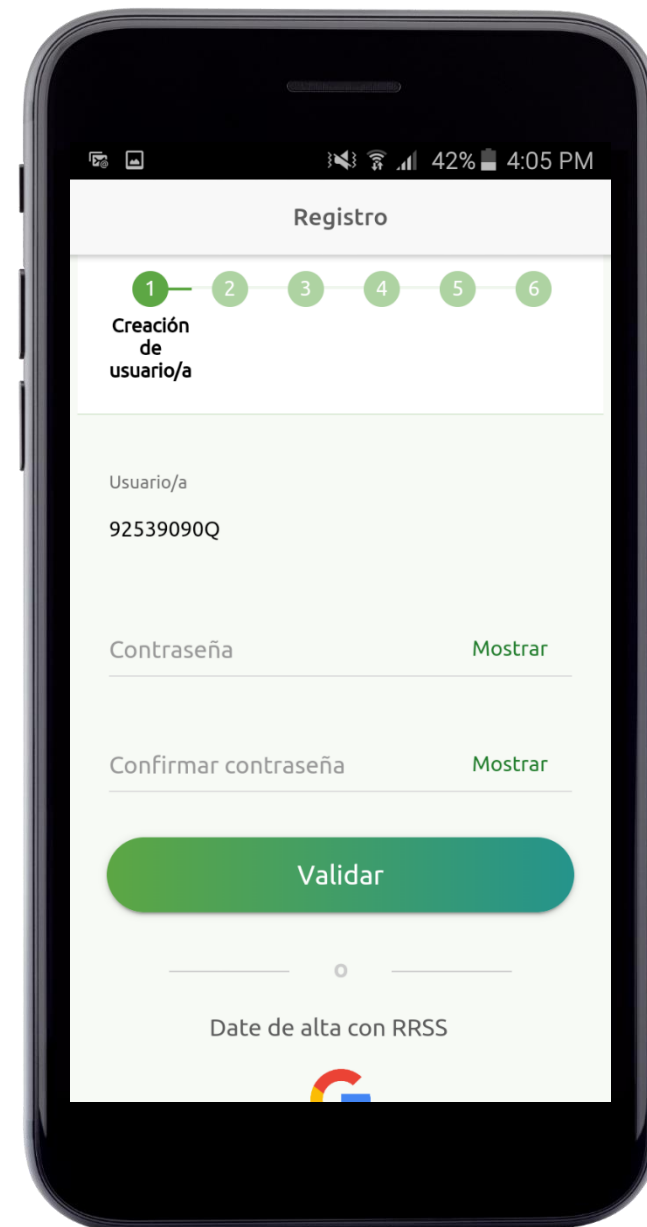 42% 4:05 PM
Registro
1 2 3 4 5 6
Creación
de
usuario/a
Usuario/a
92539090Q
Contraseña Mostrar
Confirmar contraseña Mostrar
Validar
o
Date de alta con RRSS